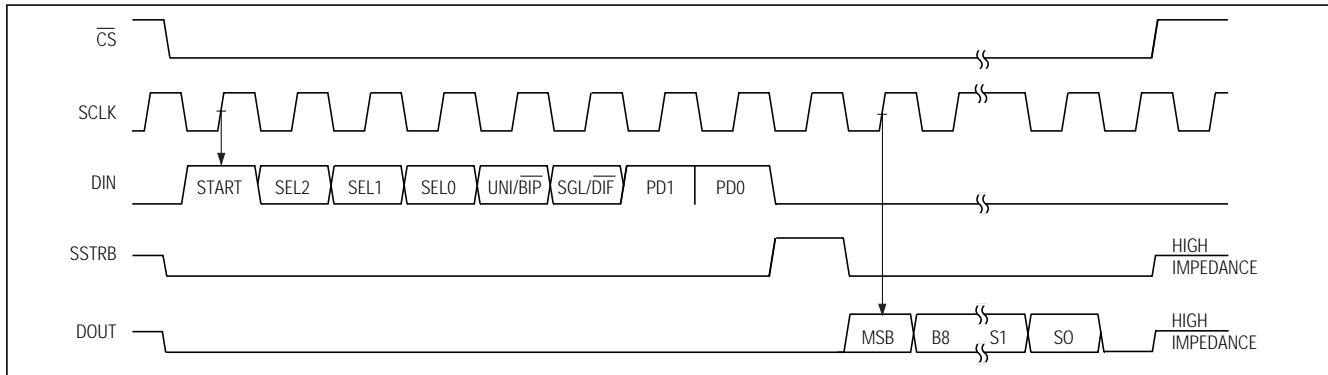 CS
SCLK
DIN
START SEL2 SEL1 SEL0 UNI/BIP SGL/DIF PD1 PD0
SSTRB
HIGH
IMPEDANCE
DOUT
MSB B8 S1 SO
HIGH
IMPEDANCE